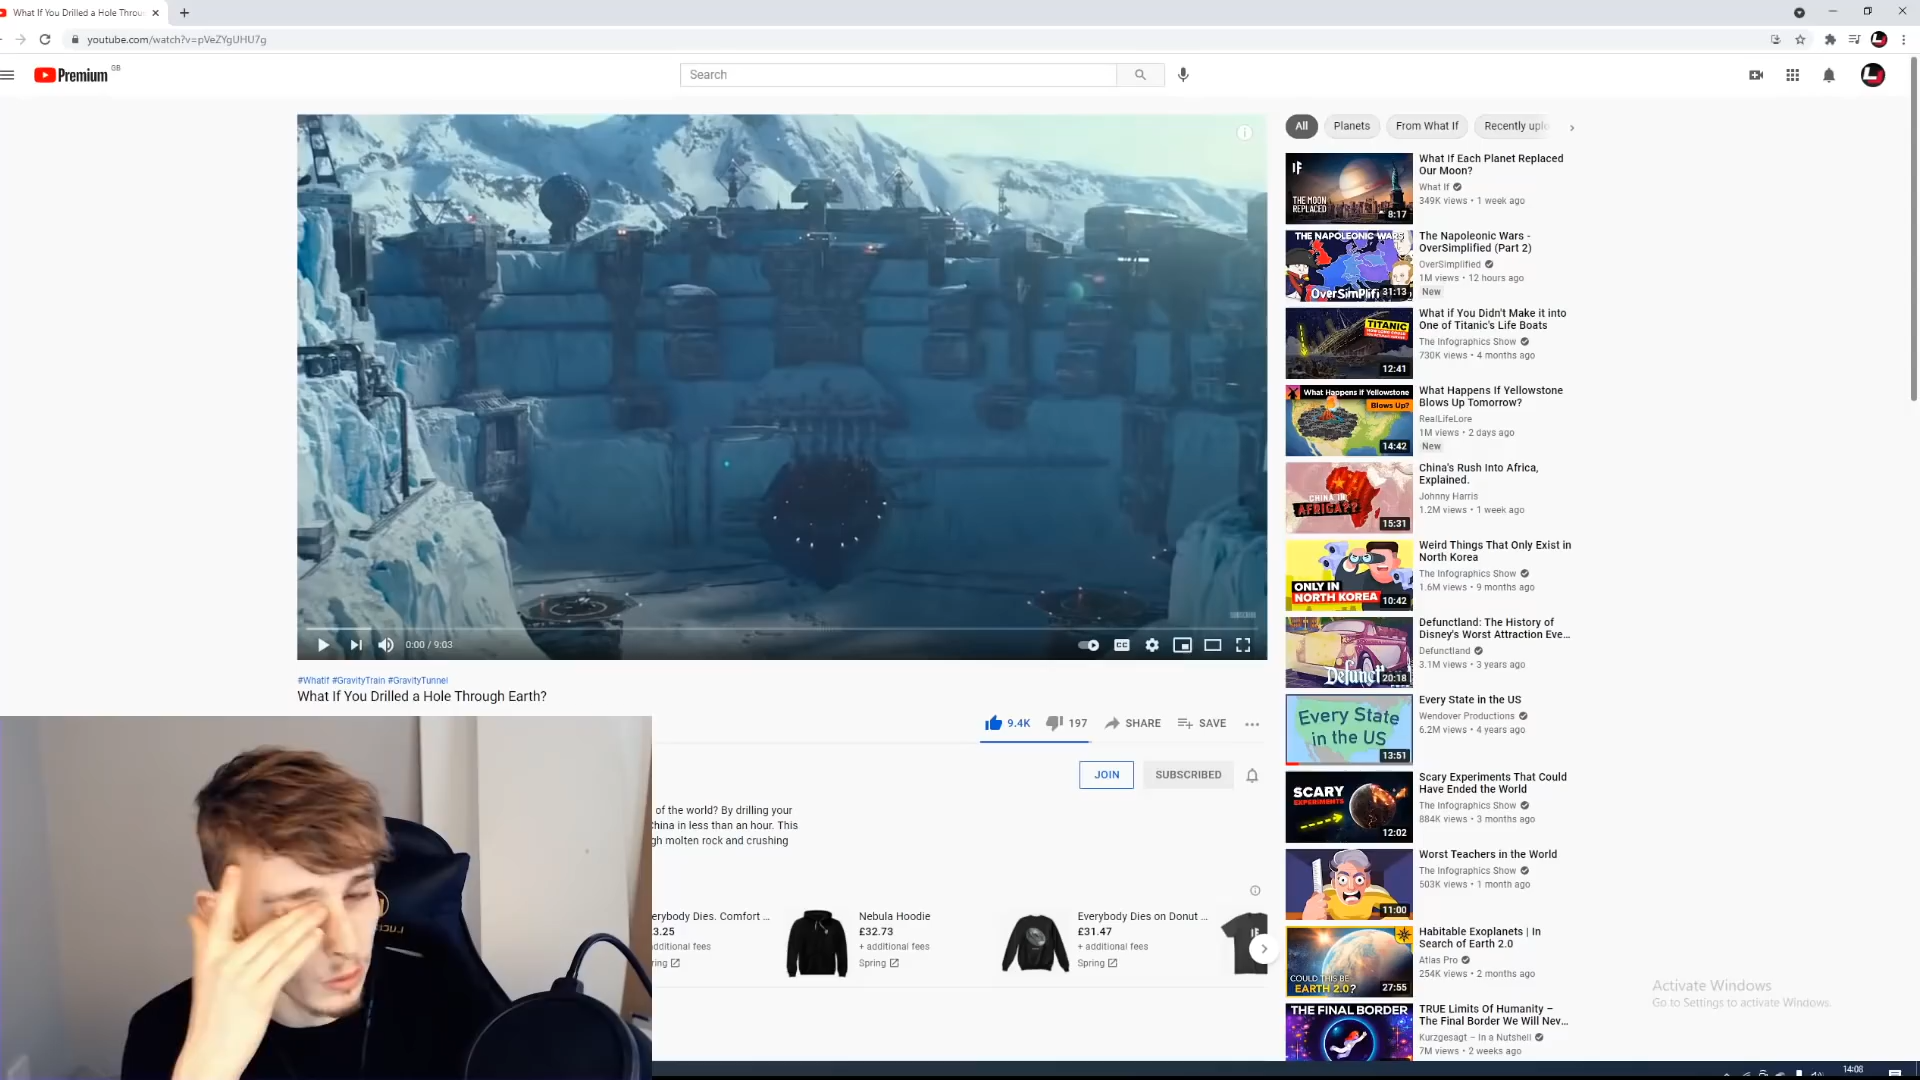 What If You Drilled a Hole Throu
youtube.com/watch?v=pVeZYgUHU7g
Premium GB
Search
All
Planets
From What If
Recently uplo
IF
THE MOON
REPLACED
8:17
What If Each Planet Replaced
Our Moon?
What If
349K views • 1 week ago
THE NAPOLEONIC WARS
OverSimplifi
31:13
The Napoleonic Wars -
OverSimplified (Part 2)
OverSimplified
1M views • 12 hours ago
New
TITANIC
12:41
What if You Didn't Make it into
One of Titanic's Life Boats
The Infographics Show
730K views • 4 months ago
What Happens If Yellowstone
Blows Up?
14:42
What Happens If Yellowstone
Blows Up Tomorrow?
RealLifeLore
1M views • 2 days ago
New
CHINA IN
AFRICA??
15:31
China's Rush Into Africa,
Explained.
Johnny Harris
1.2M views • 1 week ago
ONLY IN
NORTH KOREA
10:42
Weird Things That Only Exist in
North Korea
The Infographics Show
1.6M views • 9 months ago
Defunct
20:18
Defunctland: The History of
Disney's Worst Attraction Eve...
Defunctland
3.1M views • 3 years ago
Every State
in the US
13:51
Every State in the US
Wendover Productions
6.2M views • 4 years ago
SCARY
EXPERIMENTS
12:02
Scary Experiments That Could
Have Ended the World
The Infographics Show
884K views • 3 months ago
11:00
Worst Teachers in the World
The Infographics Show
503K views • 1 month ago
COULD THIS BE
EARTH 2.0?
27:55
Habitable Exoplanets | In
Search of Earth 2.0
Atlas Pro
254K views • 2 months ago
THE FINAL BORDER
TRUE Limits Of Humanity –
The Final Border We Will Nev...
Kurzgesagt – In a Nutshell
7M views • 2 weeks ago
SUBSCRIBE
0:00 / 9:03
CC
#WhatIf #GravityTrain #GravityTunnel
What If You Drilled a Hole Through Earth?
9.4K
197
SHARE
SAVE
JOIN
SUBSCRIBED
of the world? By drilling your
China in less than an hour. This
gh molten rock and crushing
erybody Dies. Comfort ...
3.25
additional fees
ring
Nebula Hoodie
£32.73
+ additional fees
Spring
Everybody Dies on Donut ...
£31.47
+ additional fees
Spring
IF
Activate Windows
Go to Settings to activate Windows.
14:08